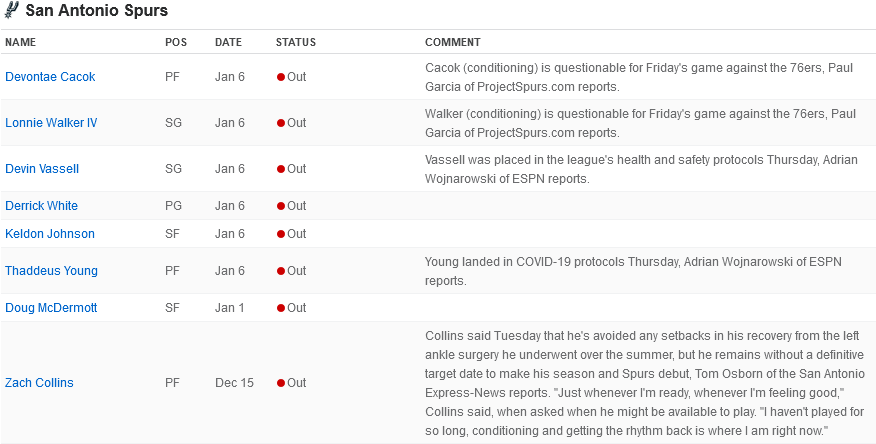 San Antonio Spurs
NAME POS DATE STATUS COMMENT
Devontae Cacok PF Jan 6 Out Cacok (conditioning) is questionable for Friday's game against the 76ers, Paul
Garcia of ProjectSpurs.com reports.
Lonnie Walker IV SG Jan 6 Out Walker (conditioning) is questionable for Friday's game against the 76ers, Paul
Garcia of ProjectSpurs.com reports.
Devin Vassell SG Jan 6 Out Vassell was placed in the league's health and safety protocols Thursday, Adrian
Wojnarowski of ESPN reports.
Derrick White PG Jan 6 Out
Keldon Johnson SF Jan 6 Out
Thaddeus Young PF Jan 6 Out Young landed in COVID-19 protocols Thursday, Adrian Wojnarowski of ESPN
reports.
Doug McDermott SF Jan 1 Out
Zach Collins PF Dec 15 Out Collins said Tuesday that he's avoided any setbacks in his recovery from the left
ankle surgery he underwent over the summer, but he remains without a definitive
target date to make his season and Spurs debut, Tom Osborn of the San Antonio
Express-News reports. "Just whenever I'm ready, whenever I'm feeling good,"
Collins said, when asked when he might be available to play. "I haven't played for
so long, conditioning and getting the rhythm back is where I am right now."